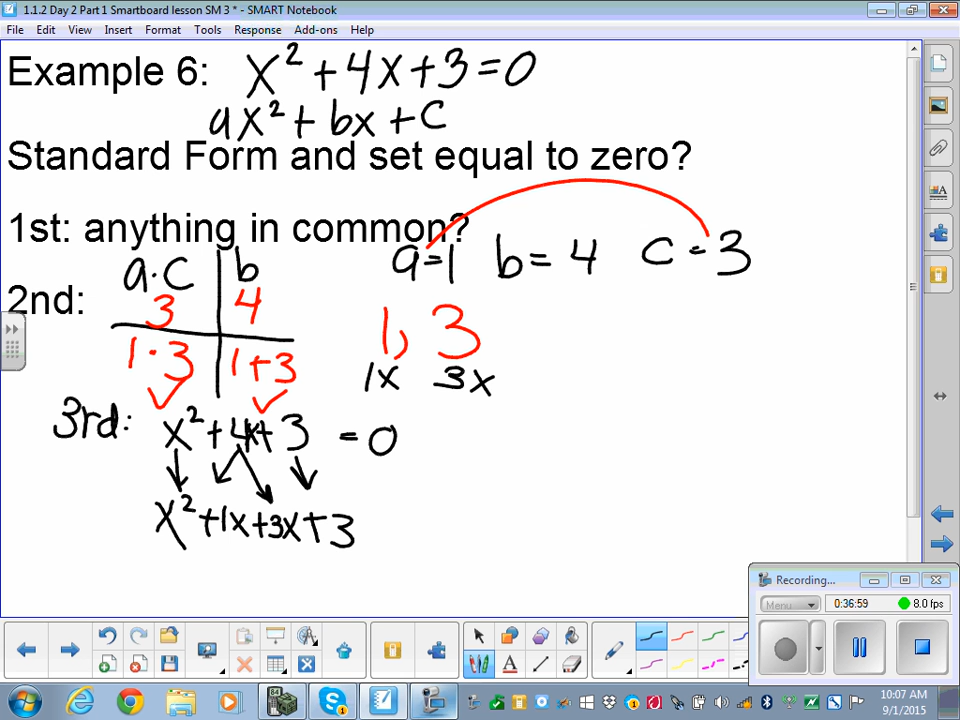 1.1.2 Day 2 Part 1 Smartboard lesson SM 3 * - SMART Notebook
File Edit View Insert Format Tools Response Add-ons Help
Example 6: x² + 4x + 3 = 0
ax² + bx + c
Standard Form and set equal to zero?
1st: anything in common?
a=1 b = 4 c = 3
a·c b
2nd: 3 4
1, 3
1·3 1+3
1x 3x
3rd: x² + 4x + 3 = 0
x² + 1x + 3x + 3
Recording...
Menu 0:36:59 8.0 fps
10:07 AM
9/1/2015